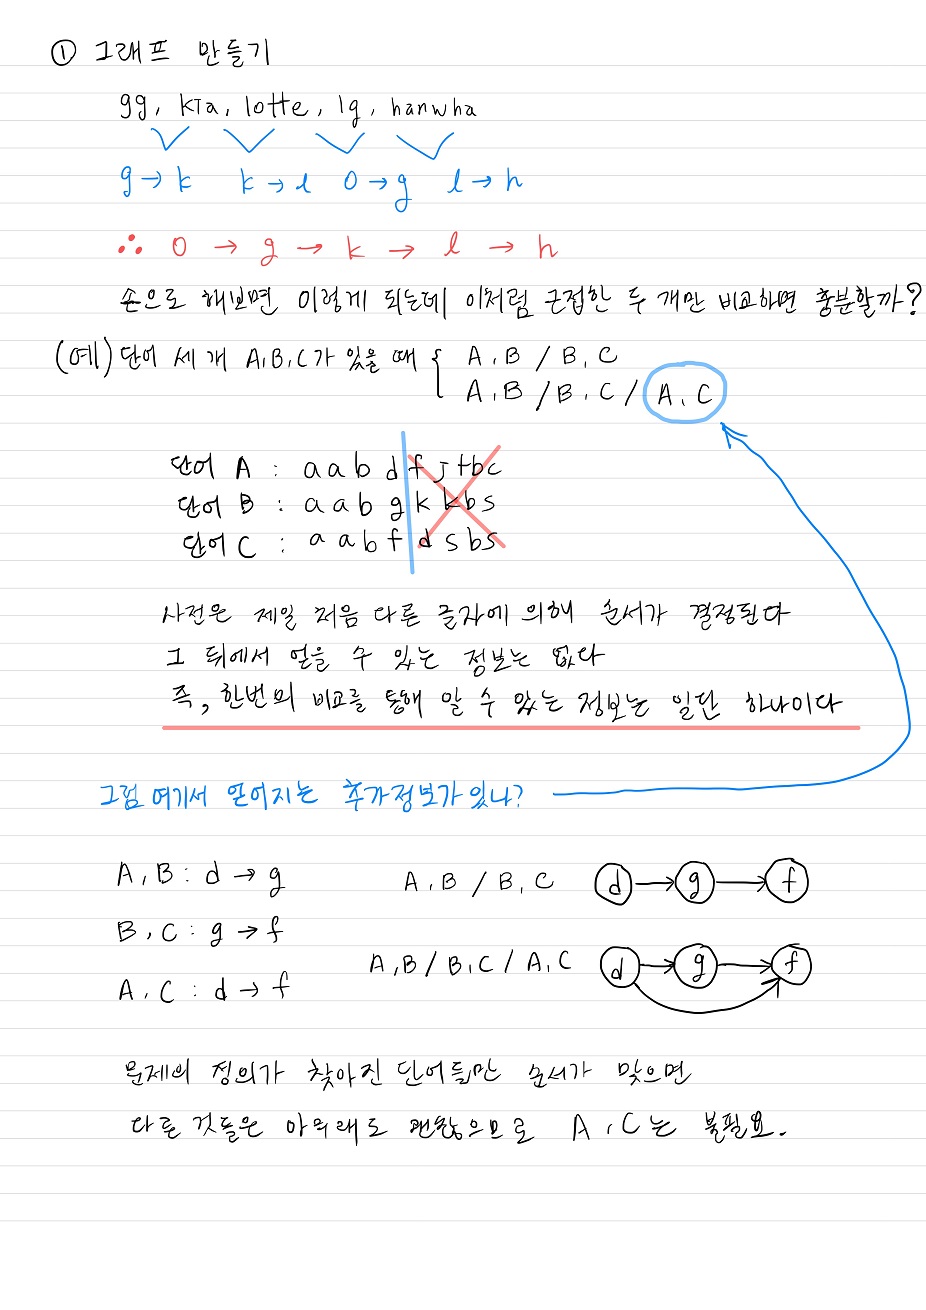 ① 그래프 만들기
gg, kia, lotte, lg, hanwha
g → k k → l o → g l → h
∴ o → g → k → l → h
손으로 해보면 이렇게 되는데 이처럼 근접한 두 개만 비교하면 충분할까?
(예) 단어 세 개 A,B,C가 있을 때 { A,B / B,C
A,B / B,C / A,C
단어 A : a a b d f j t b c
단어 B : a a b g k k b s
단어 C : a a b f d s b s
사전은 제일 처음 다른 글자에 의해 순서가 결정된다
그 뒤에서 얻을 수 있는 정보는 없다
즉, 한번의 비교를 통해 알 수 있는 정보는 일단 하나이다
그럼 여기서 얻어지는 추가정보가 있나?
A,B : d → g A,B / B,C d → g → f
B,C : g → f
A,B / B,C / A,C d → g → f
A,C : d → f
문제의 정의가 찾아진 단어들만 순서가 맞으면
다른 것들은 아무래도 괜찮으므로 A,C는 불필요.